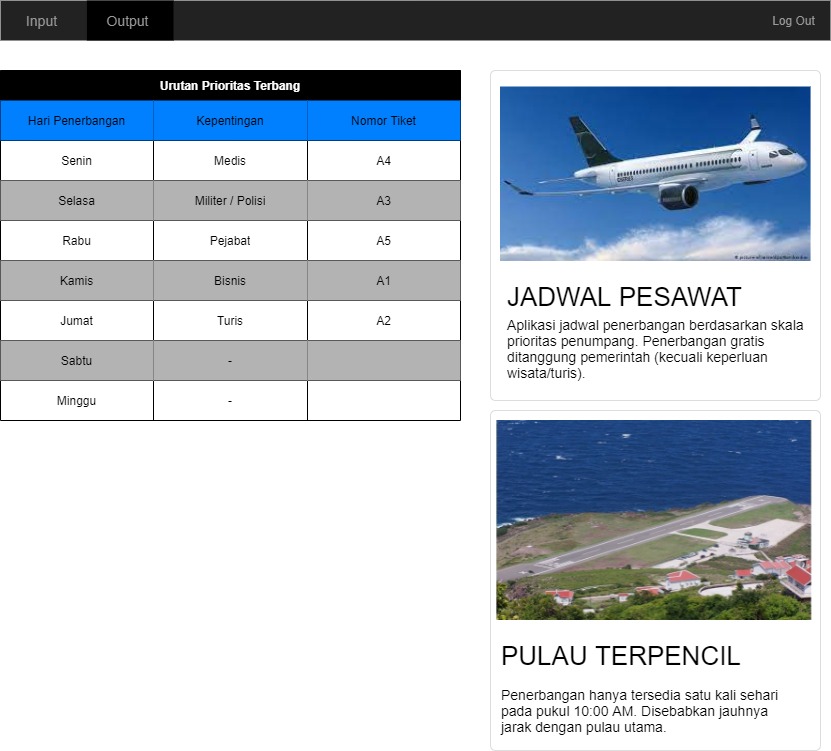 Input Output Log Out
Urutan Prioritas Terbang
Hari Penerbangan Kepentingan Nomor Tiket
Senin Medis A4
Selasa Militer / Polisi A3
Rabu Pejabat A5
Kamis Bisnis A1
Jumat Turis A2
Sabtu -
Minggu -
JADWAL PESAWAT
Aplikasi jadwal penerbangan berdasarkan skala
prioritas penumpang. Penerbangan gratis
ditanggung pemerintah (kecuali keperluan
wisata/turis).
PULAU TERPENCIL
Penerbangan hanya tersedia satu kali sehari
pada pukul 10:00 AM. Disebabkan jauhnya
jarak dengan pulau utama.